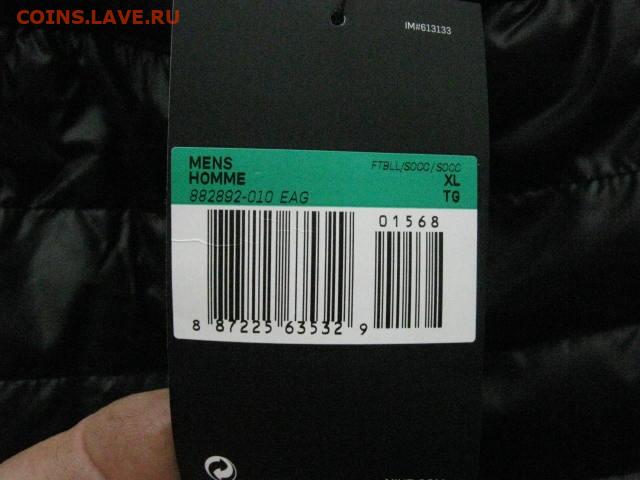 COINS.LAVE.RU
IM#613133
MENS
HOMME
FTBLL/SOCC/SOCC
XL
882892-010 EAG
TG
01568
8 87225 63532 9